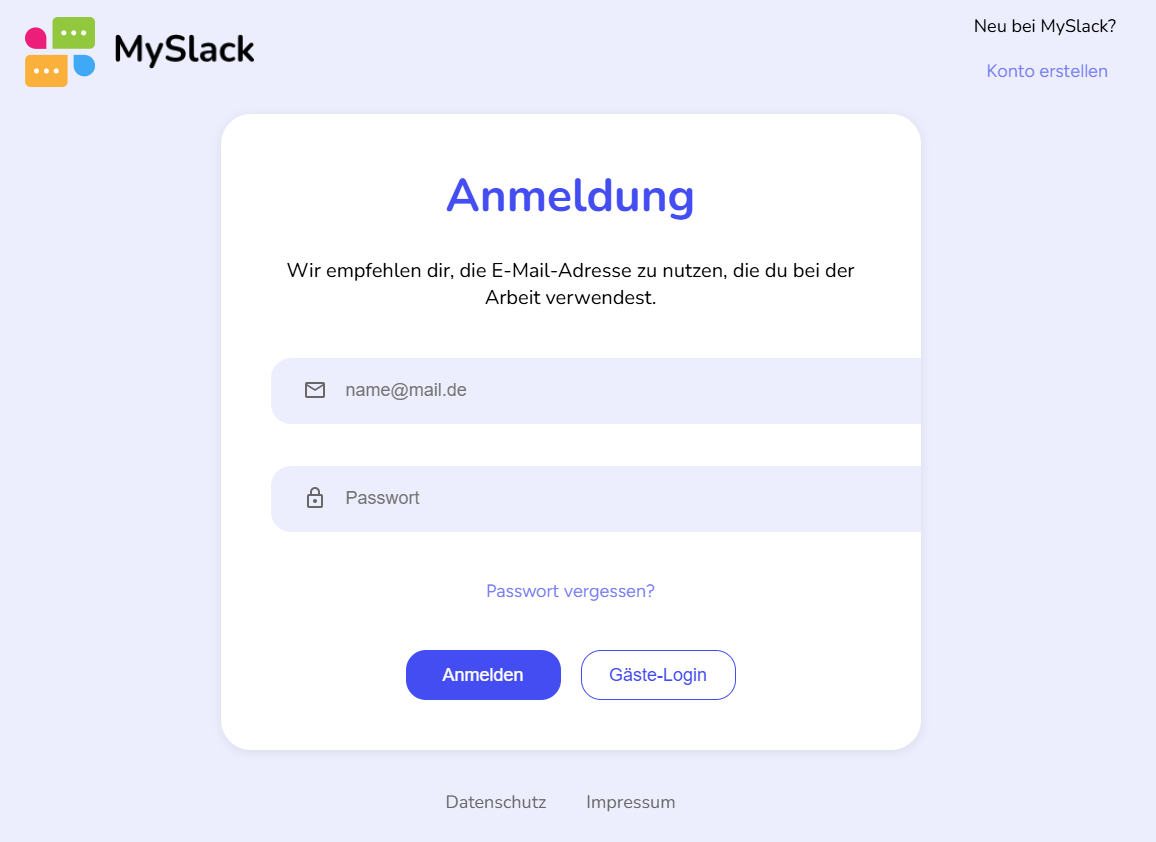 MySlack
Neu bei MySlack?
Konto erstellen
Anmeldung
Wir empfehlen dir, die E-Mail-Adresse zu nutzen, die du bei der
Arbeit verwendest.
name@mail.de
Passwort
Passwort vergessen?
Anmelden
Gäste-Login
Datenschutz
Impressum